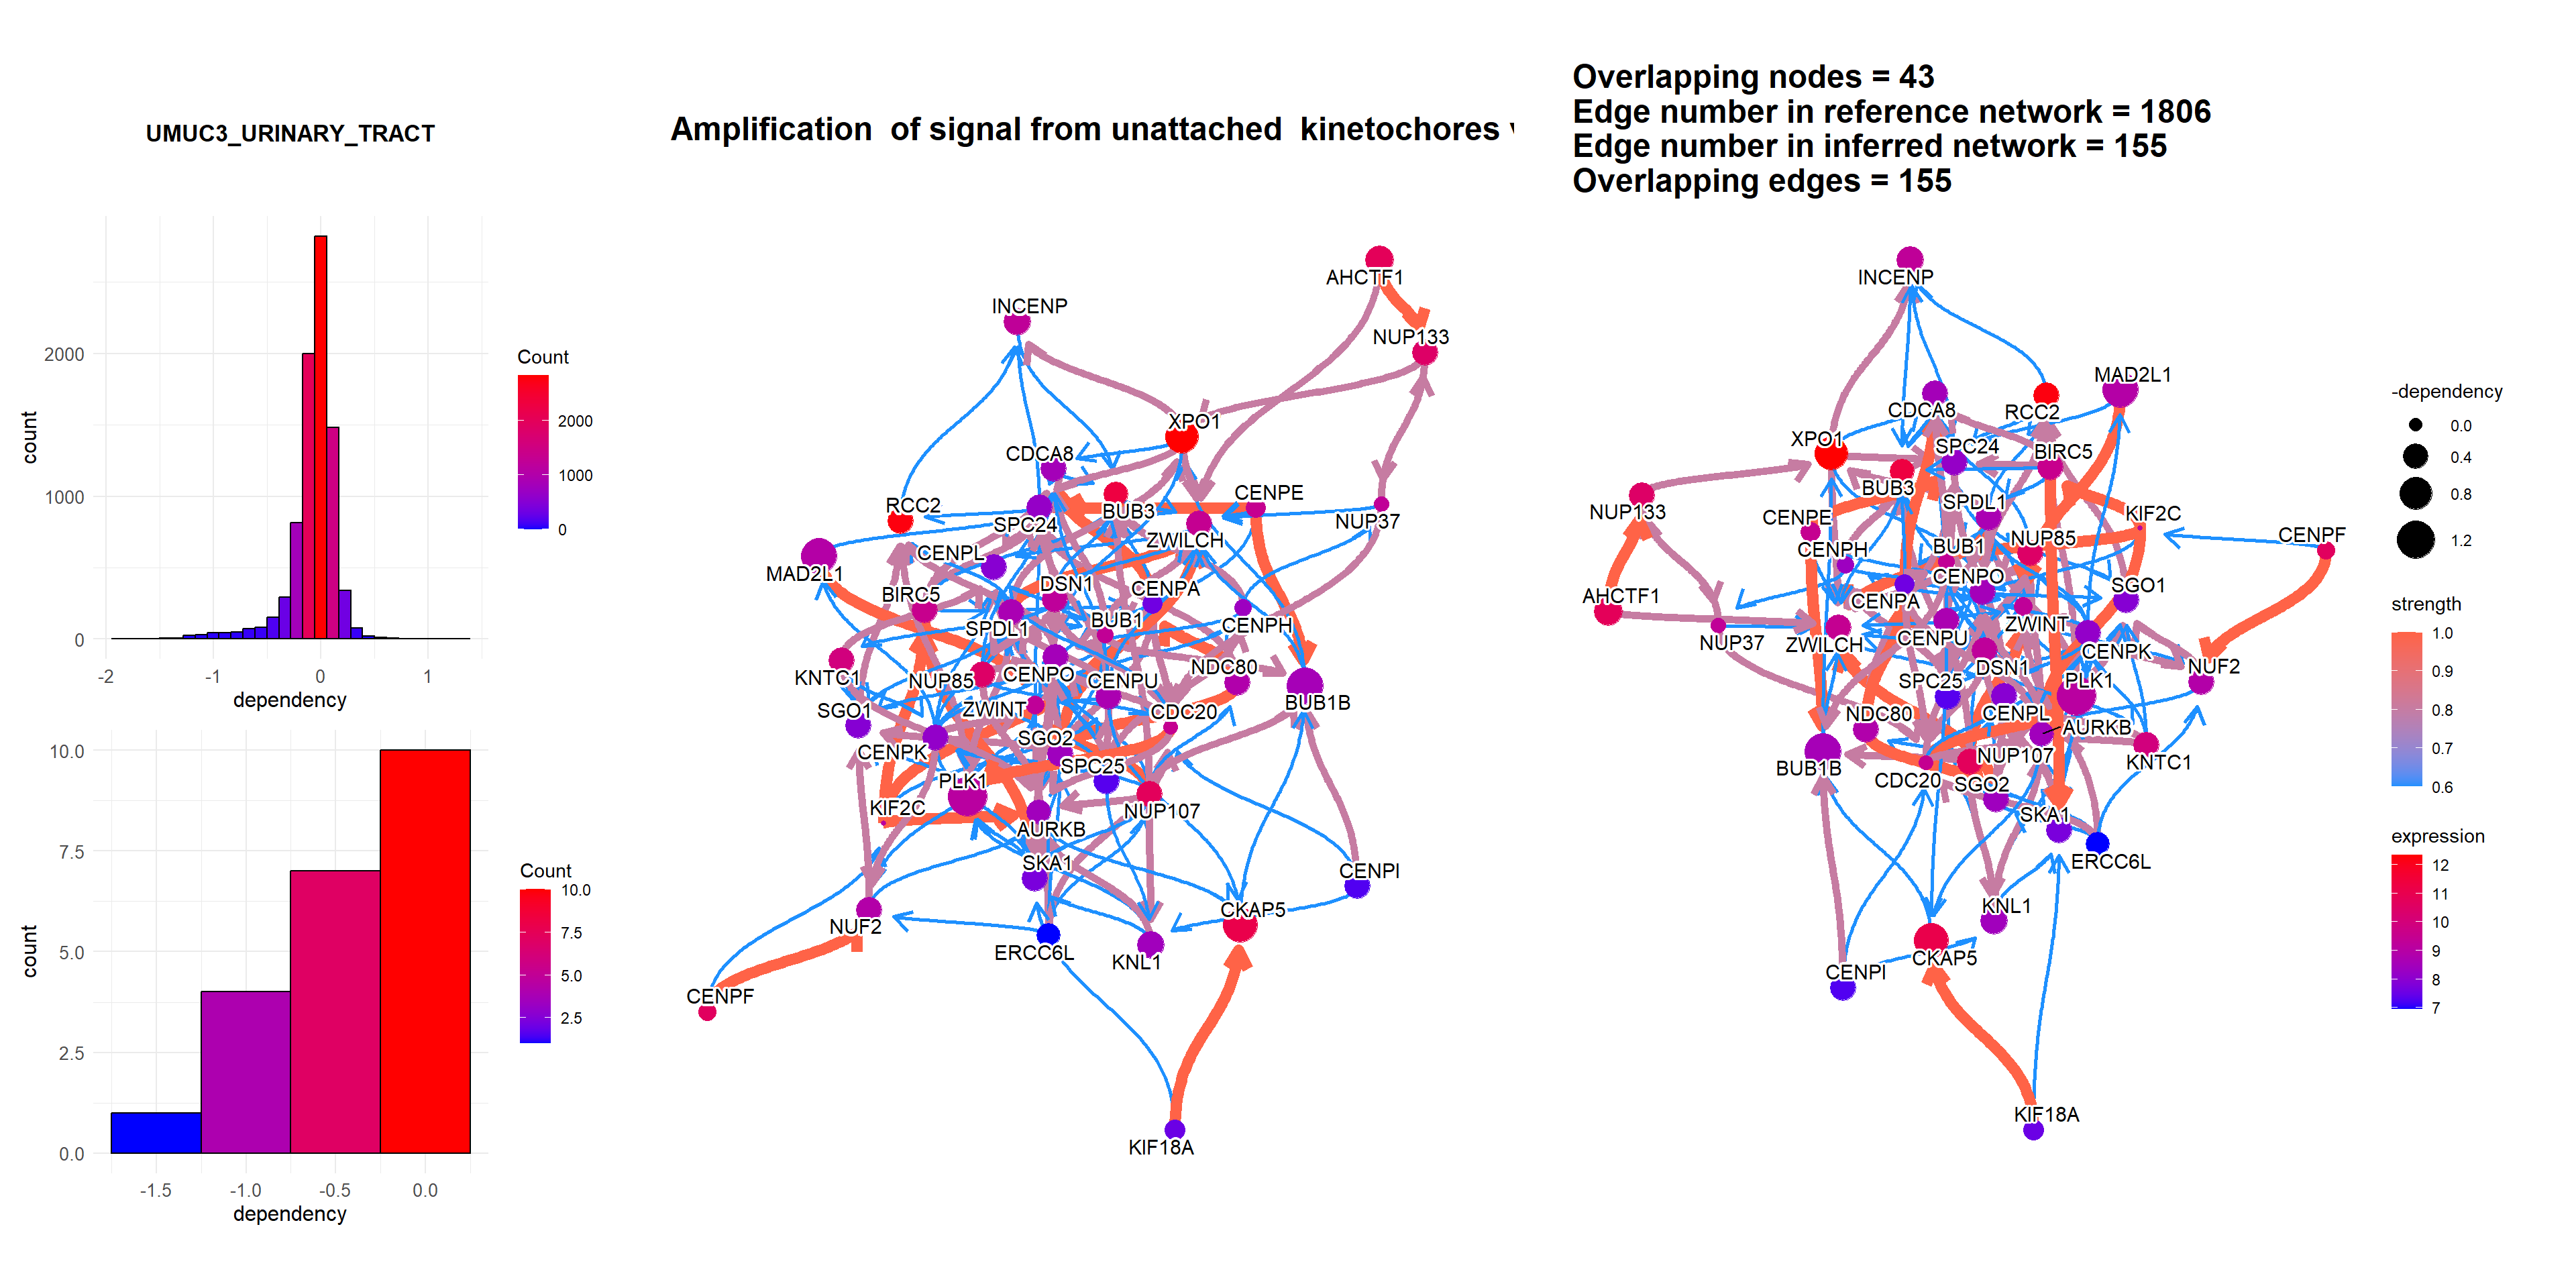 UMUC3_URINARY_TRACT
count
2000
1000
0
-2
-1
0
1
dependency
Count
2000
1000
0
count
10.0
7.5
5.0
2.5
0.0
-1.5
-1.0
-0.5
0.0
dependency
Count
10.0
7.5
5.0
2.5
Amplification of signal from unattached kinetochores
AHCTF1
INCENP
NUP133
XPO1
CDCA8
RCC2
CENPE
BUB3
SPC24
NUP37
ZWILCH
CENPL
MAD2L1
DSN1
CENPA
BIRC5
BUB1
CENPH
SPDL1
NDC80
KNTC1
NUP85
CENPO
CENPU
BUB1B
SGO1
ZWINT
CDC20
SGO2
CENPK
SPC25
PLK1
KIF2C
NUP107
AURKB
SKA1
CENPI
CKAP5
NUF2
ERCC6L
KNL1
CENPF
KIF18A
Overlapping nodes = 43
Edge number in reference network = 1806
Edge number in inferred network = 155
Overlapping edges = 155
INCENP
MAD2L1
CDCA8
RCC2
XPO1
SPC24
BIRC5
BUB3
SPDL1
NUP133
CENPE
KIF2C
CENPF
CENPH
BUB1
NUP85
CENPO
SGO1
AHCTF1
CENPA
ZWINT
NUP37
ZWILCH
CENPU
CENPK
DSN1
NUF2
SPC25
PLK1
NDC80
CENPL
AURKB
BUB1B
CDC20
NUP107
KNTC1
SGO2
SKA1
ERCC6L
KNL1
CKAP5
CENPI
KIF18A
-dependency
0.0
0.4
0.8
1.2
strength
1.0
0.9
0.8
0.7
0.6
expression
12
11
10
9
8
7